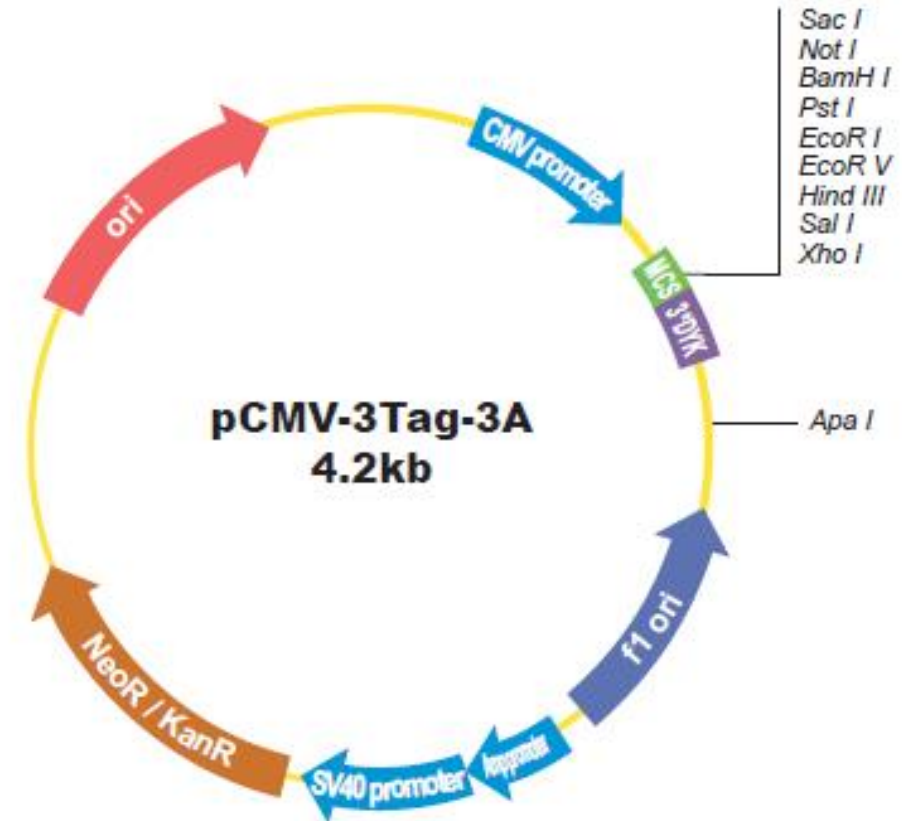 Sac I
Not I
BamH I
Pst I
EcoR I
EcoR V
Hind III
Sal I
Xho I
CMV promoter
ori
MCS
3*DYK
Apa I
pCMV-3Tag-3A
4.2kb
f1 ori
NeoR / KanR
SV40 promoter